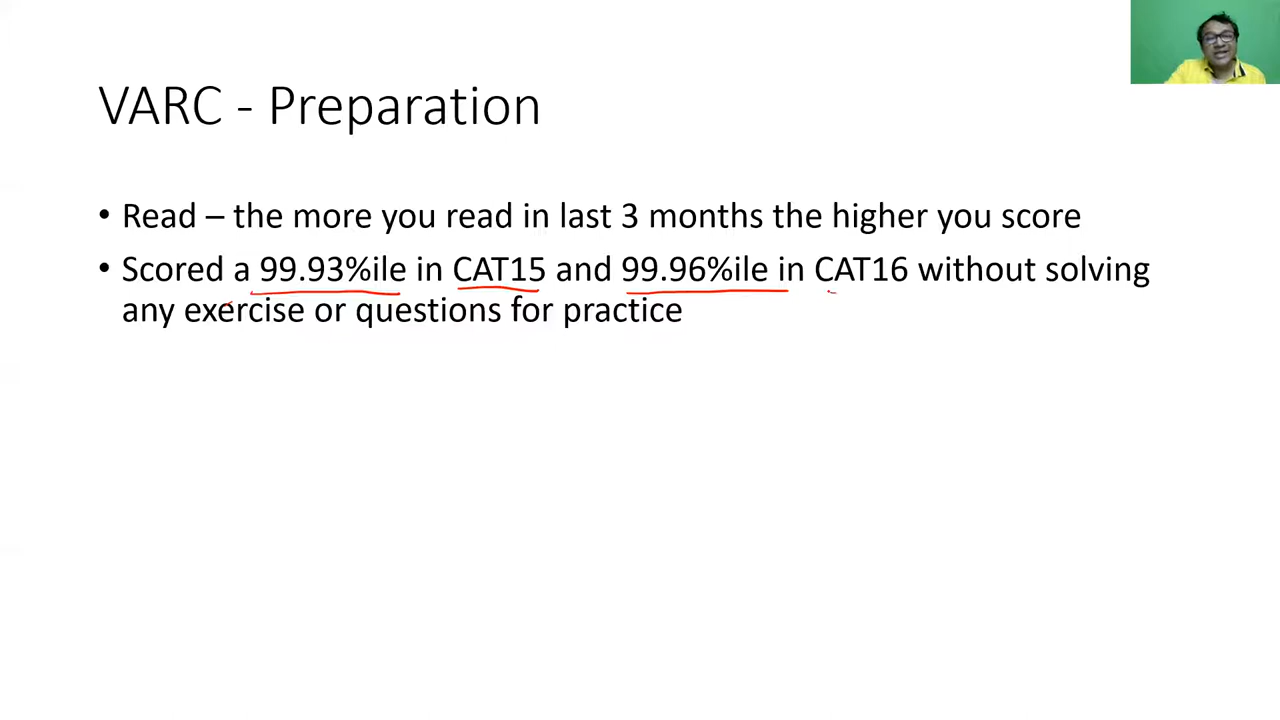 VARC - Preparation
• Read – the more you read in last 3 months the higher you score
• Scored a 99.93%ile in CAT15 and 99.96%ile in CAT16 without solving
any exercise or questions for practice